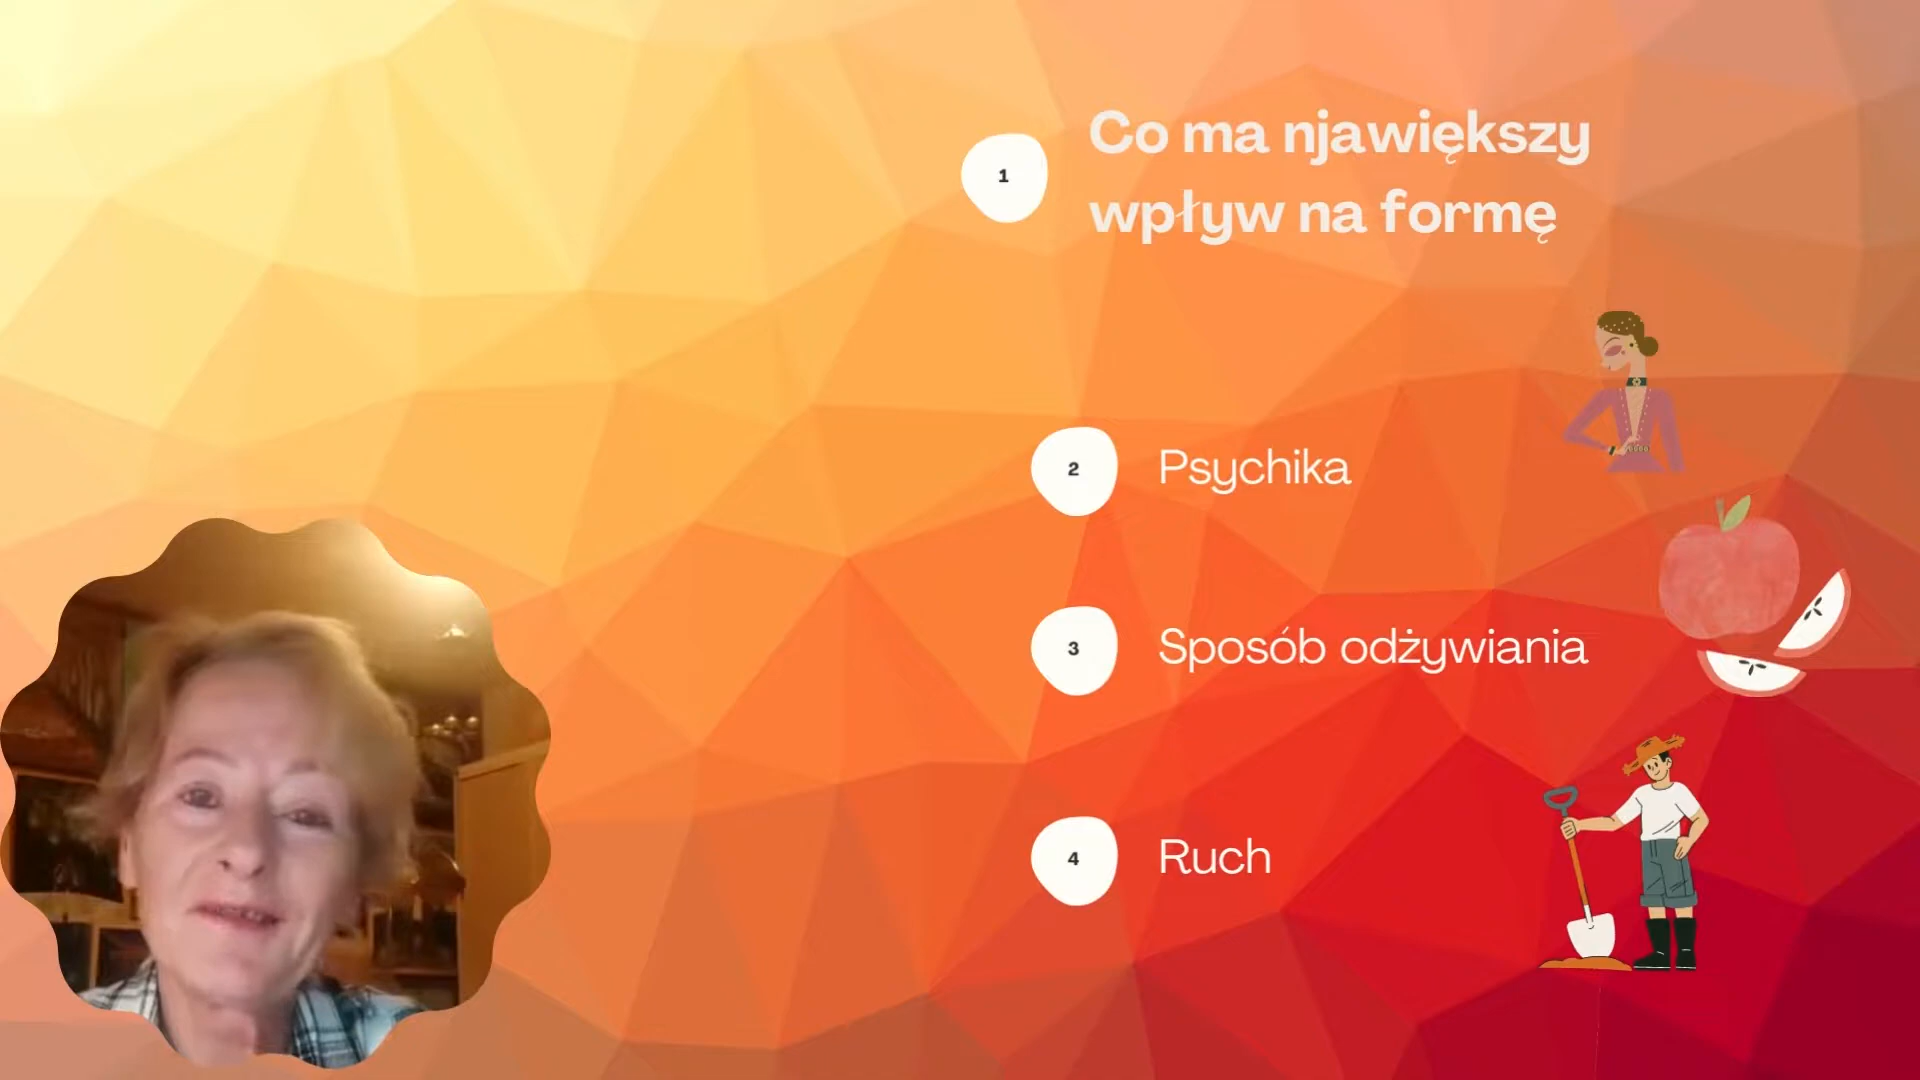 1
Co ma njawiększy
wpływ na formę
2
Psychika
3
Sposób odżywiania
4
Ruch